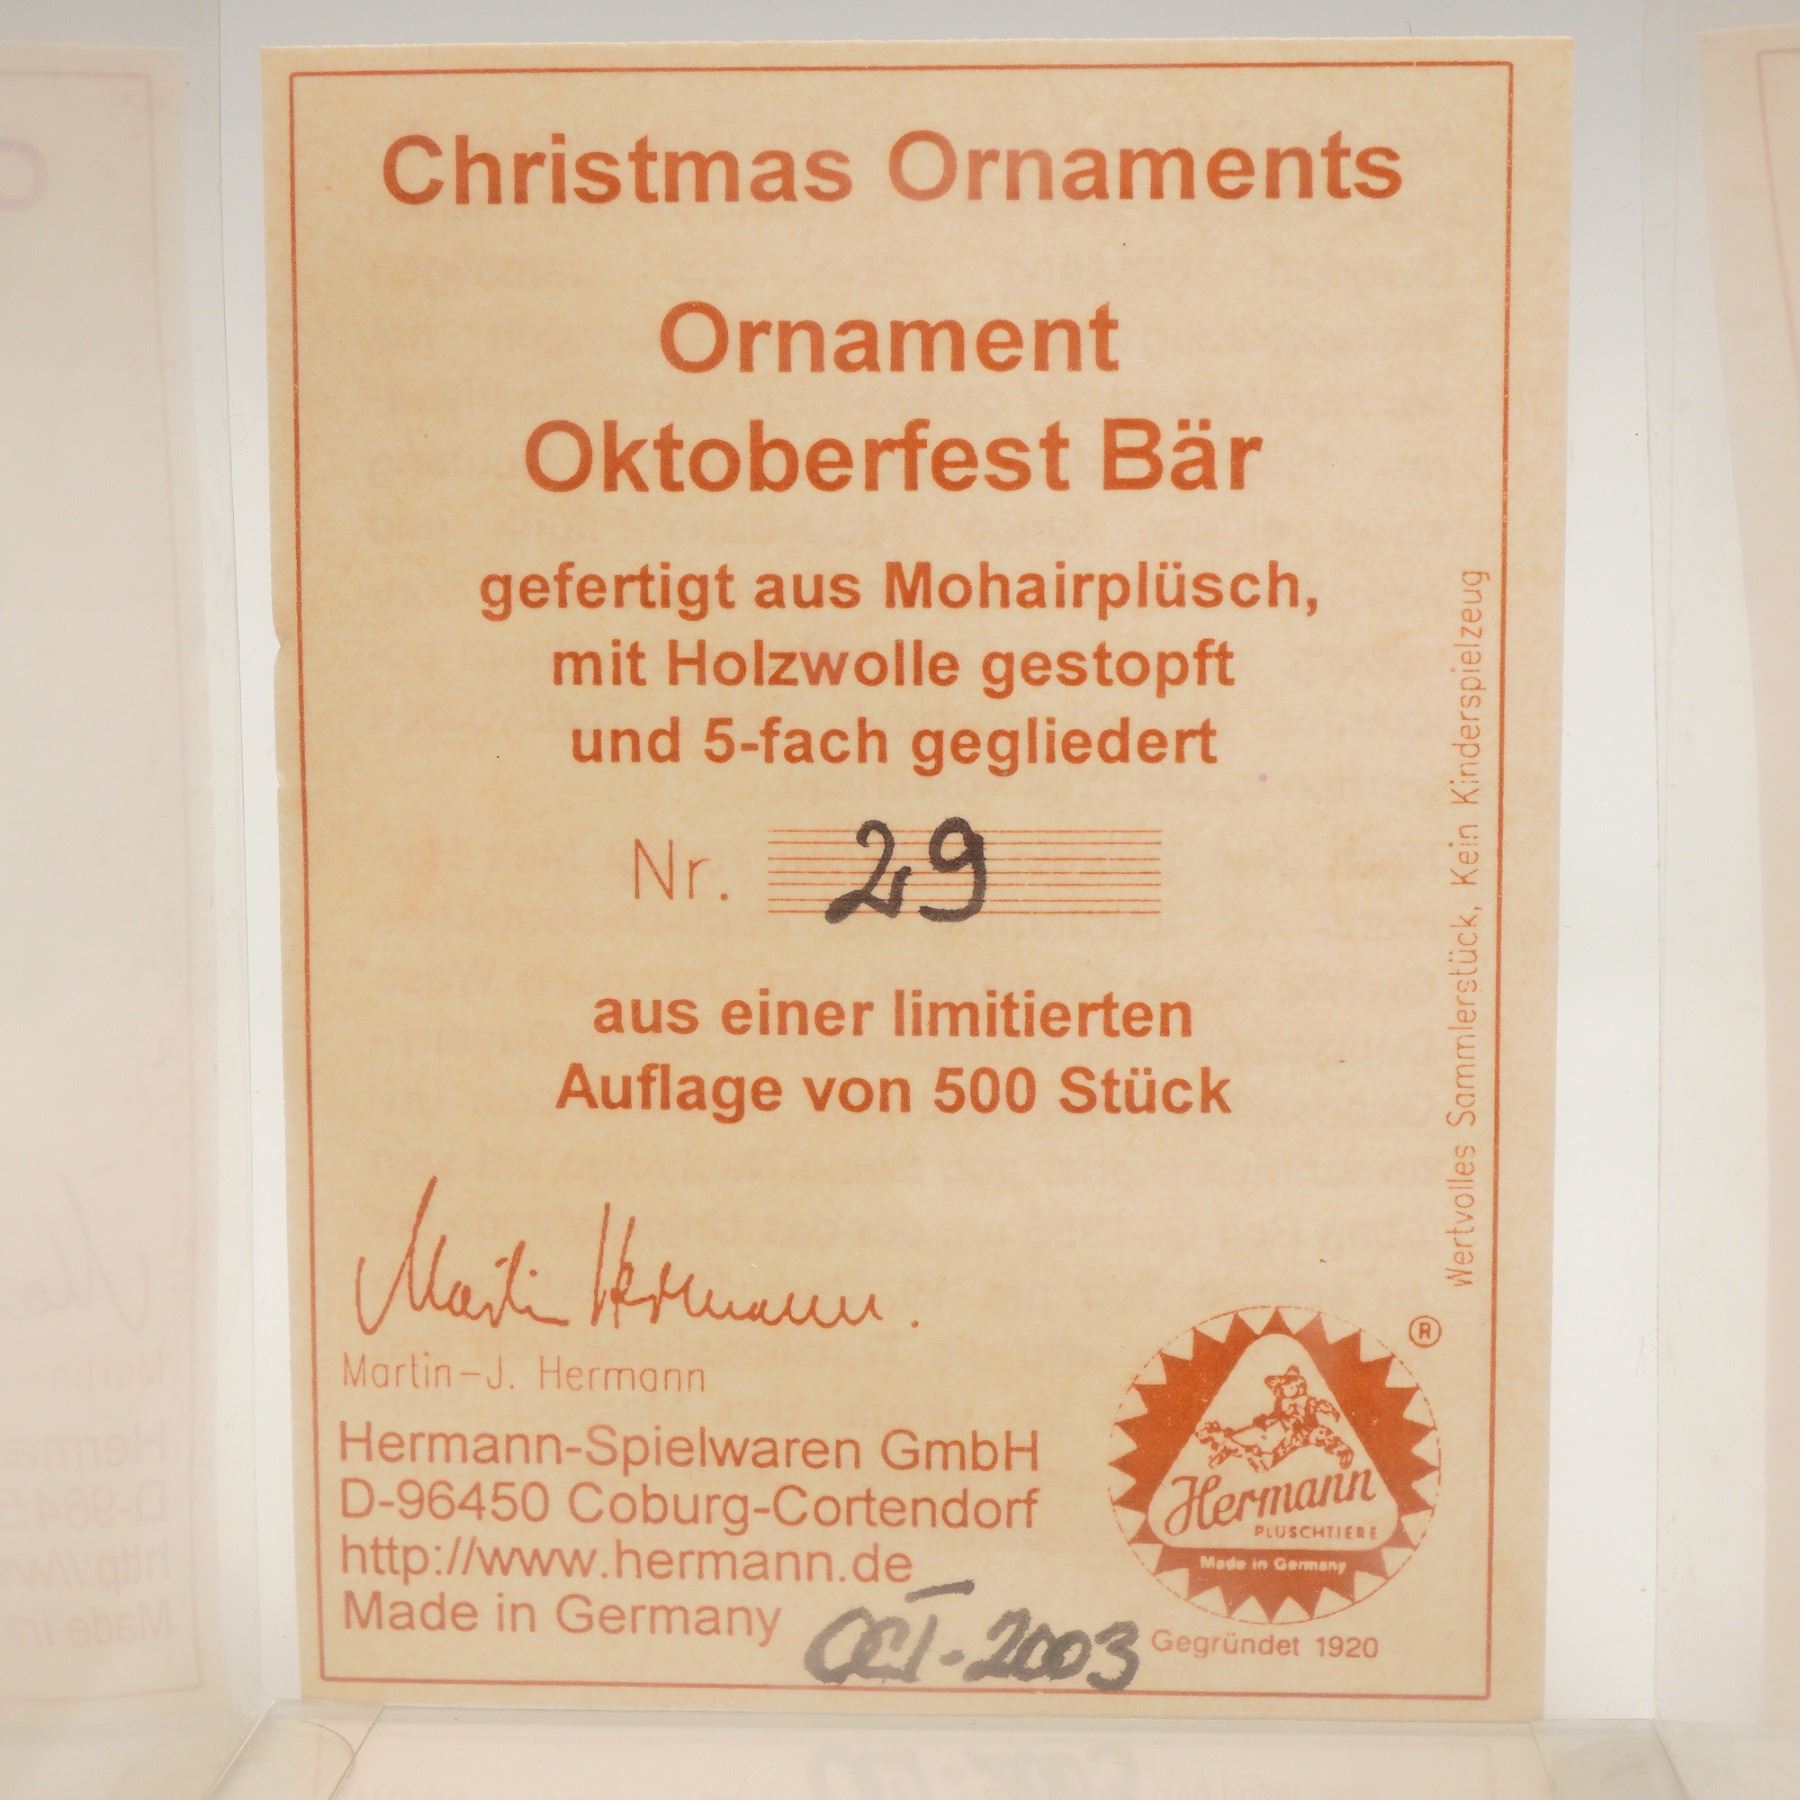 Christmas Ornaments
Ornament
Oktoberfest Bär
gefertigt aus Mohairplüsch,
mit Holzwolle gestopft
und 5-fach gegliedert
Nr. 29
aus einer limitierten
Auflage von 500 Stück
Wertvolles Sammlerstück, Kein Kinderspielzeug
Martin Hermann.
Martin-J. Hermann
Hermann-Spielwaren GmbH
D-96450 Coburg-Cortendorf
http://www.hermann.de
Made in Germany
OCT-2003
®
Hermann
PLÜSCHTIERE
Made in Germany
Gegründet 1920